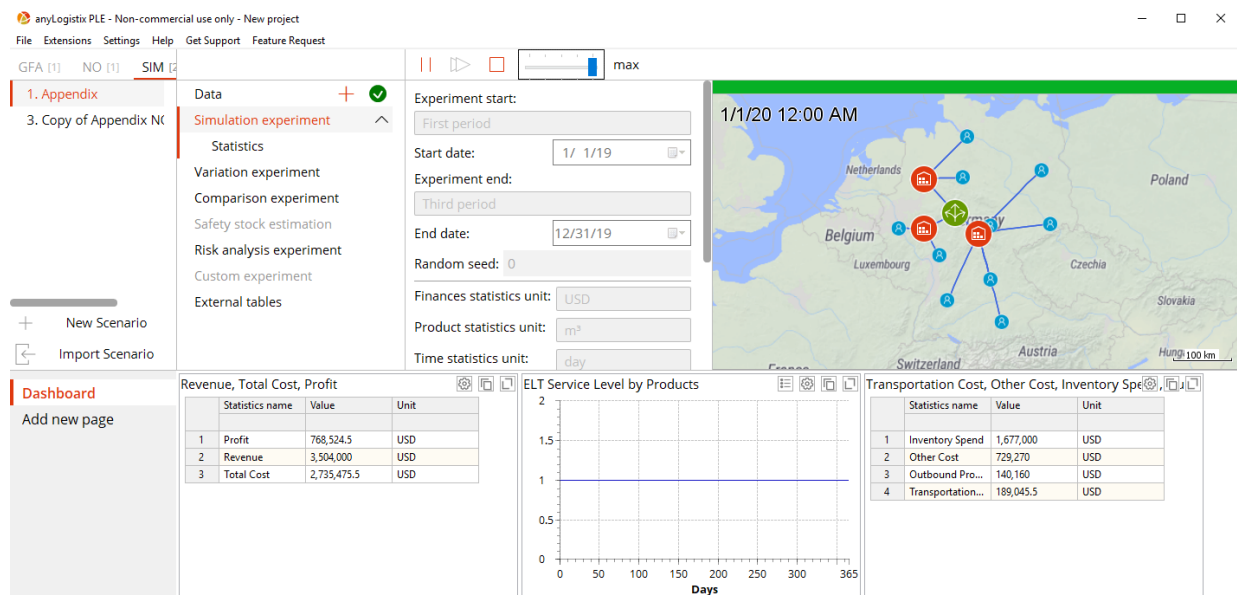 anyLogistix PLE - Non-commercial use only - New project
File Extensions Settings Help Get Support Feature Request
GFA [1] NO [1] SIM [2
max
1. Appendix
3. Copy of Appendix NO
New Scenario
Import Scenario
Data
Simulation experiment
Statistics
Variation experiment
Comparison experiment
Safety stock estimation
Risk analysis experiment
Custom experiment
External tables
Experiment start:
First period
Start date: 1/ 1/19
Experiment end:
Third period
End date: 12/31/19
Random seed: 0
Finances statistics unit: USD
Product statistics unit: m³
Time statistics unit: day
1/1/20 12:00 AM
Netherlands
Poland
Belgium
Luxembourg
Czechia
Slovakia
Austria
Switzerland
100 km
Dashboard
Add new page
Revenue, Total Cost, Profit
Statistics name Value Unit
1 Profit 768,524.5 USD
2 Revenue 3,504,000 USD
3 Total Cost 2,735,475.5 USD
ELT Service Level by Products
2
1.5
1
0.5
0
0 50 100 150 200 250 300 365
Days
Transportation Cost, Other Cost, Inventory Spe
Statistics name Value Unit
1 Inventory Spend 1,677,000 USD
2 Other Cost 729,270 USD
3 Outbound Pro... 140,160 USD
4 Transportation... 189,045.5 USD